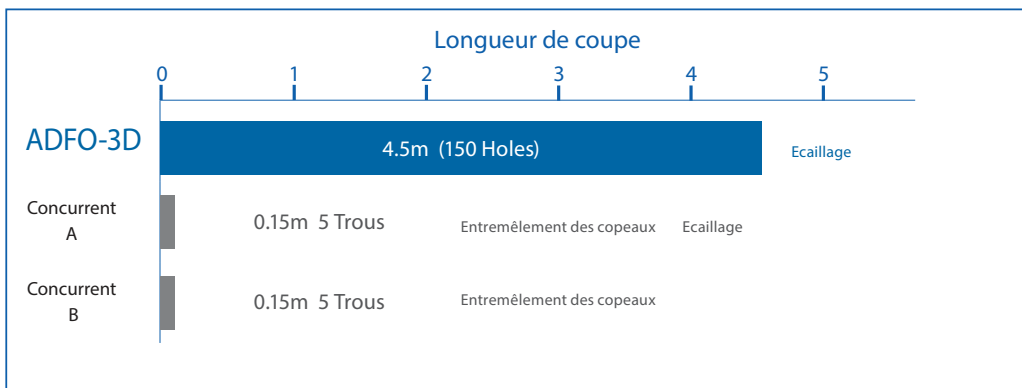 Longueur de coupe
0 1 2 3 4 5
ADFO-3D 4.5m (150 Holes) Ecaillage
Concurrent
A
0.15m 5 Trous Entremêlement des copeaux Ecaillage
Concurrent
B
0.15m 5 Trous Entremêlement des copeaux